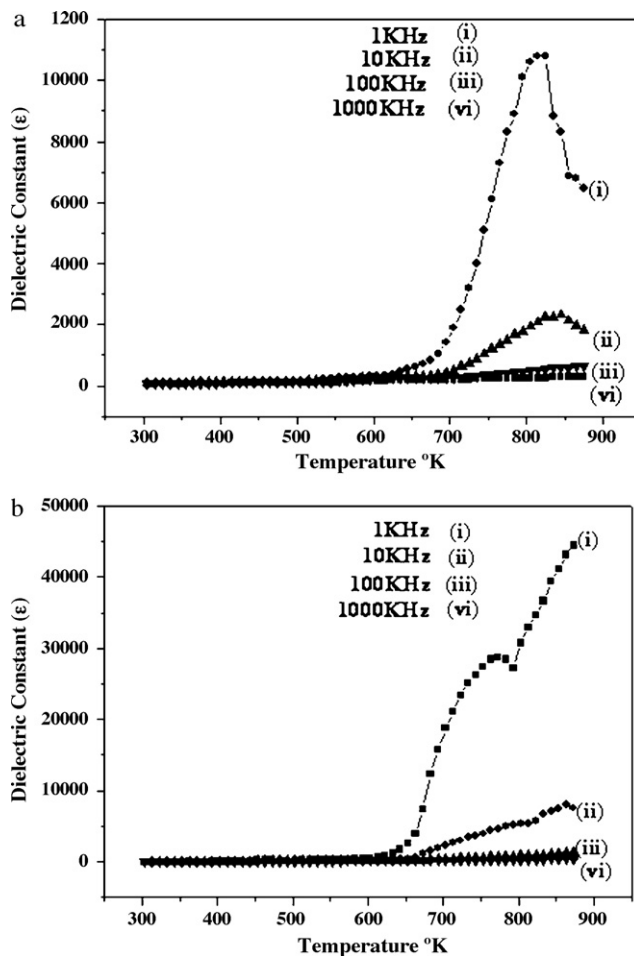 a
1KHz (i)
10KHz (ii)
100KHz (iii)
1000KHz (vi)
1200
10000
8000
6000
4000
2000
0
Dielectric Constant (ε)
(i)
(ii)
(iii)
(vi)
300 400 500 600 700 800 900
Temperature °K
b
1KHz (i)
10KHz (ii)
100KHz (iii)
1000KHz (vi)
50000
40000
30000
20000
10000
0
Dielectric Constant (ε)
(i)
(ii)
(iii)
(vi)
300 400 500 600 700 800 900
Temperature °K